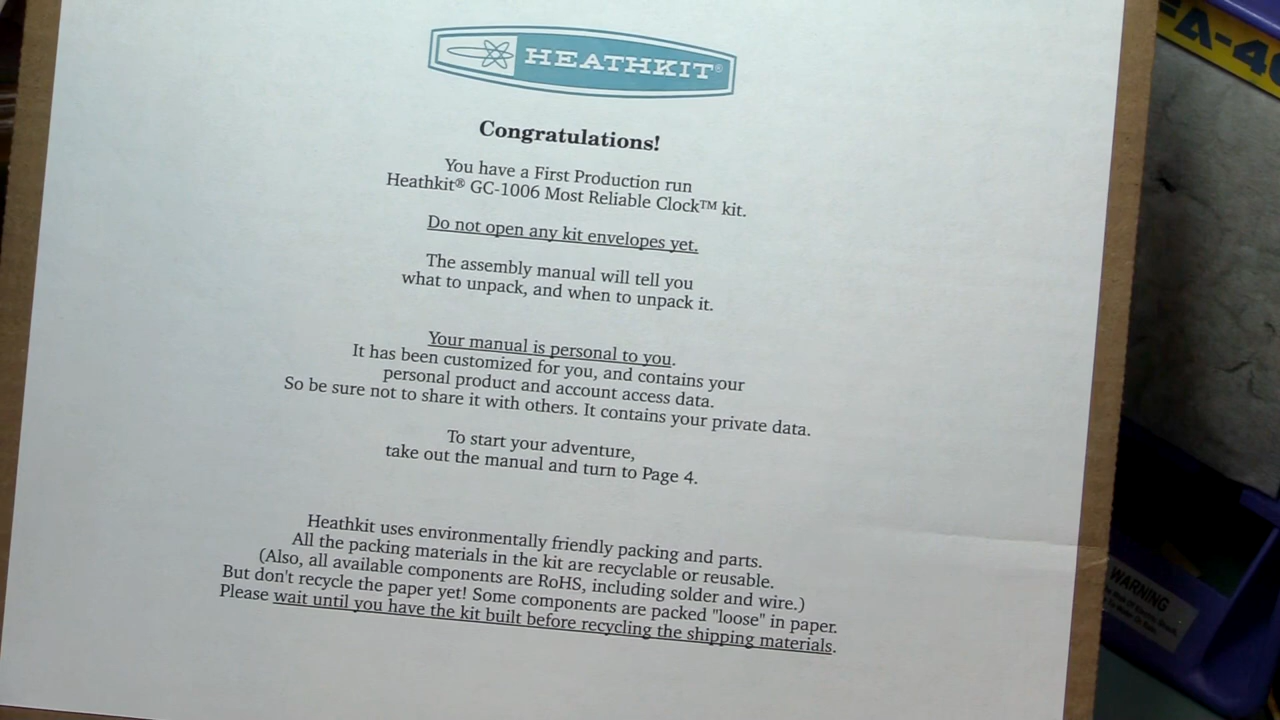 HEATHKIT®
Congratulations!
You have a First Production run
Heathkit® GC-1006 Most Reliable Clock™ kit.
Do not open any kit envelopes yet.
The assembly manual will tell you
what to unpack, and when to unpack it.
Your manual is personal to you.
It has been customized for you, and contains your
personal product and account access data.
So be sure not to share it with others. It contains your private data.
To start your adventure,
take out the manual and turn to Page 4.
Heathkit uses environmentally friendly packing and parts.
All the packing materials in the kit are recyclable or reusable.
(Also, all available components are RoHS, including solder and wire.)
But don't recycle the paper yet! Some components are packed "loose" in paper.
Please wait until you have the kit built before recycling the shipping materials.
WARNING